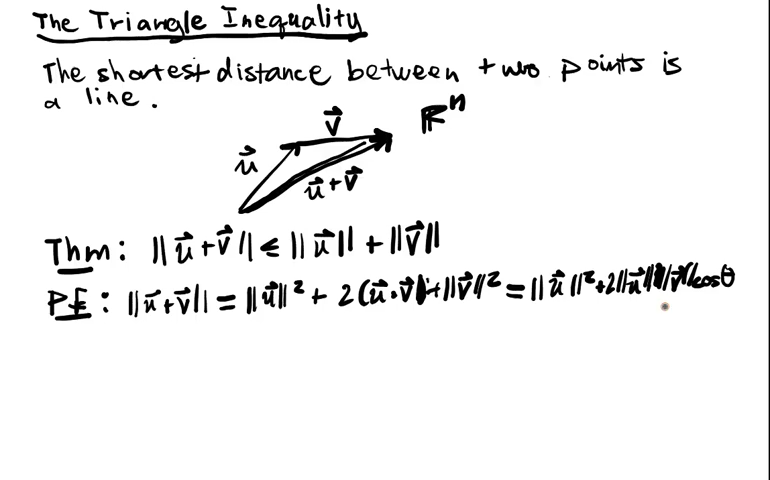 The Triangle Inequality
The shortest distance between two points is
a line.
v⃗
ℝⁿ
u⃗
u⃗+v⃗
Thm: ||u⃗+v⃗|| ≤ ||u⃗|| + ||v⃗||
Pf: ||u⃗+v⃗|| = ||u⃗||² + 2(u⃗·v⃗)+||v⃗||² = ||u⃗||²+2||u⃗||||v⃗||cosθ